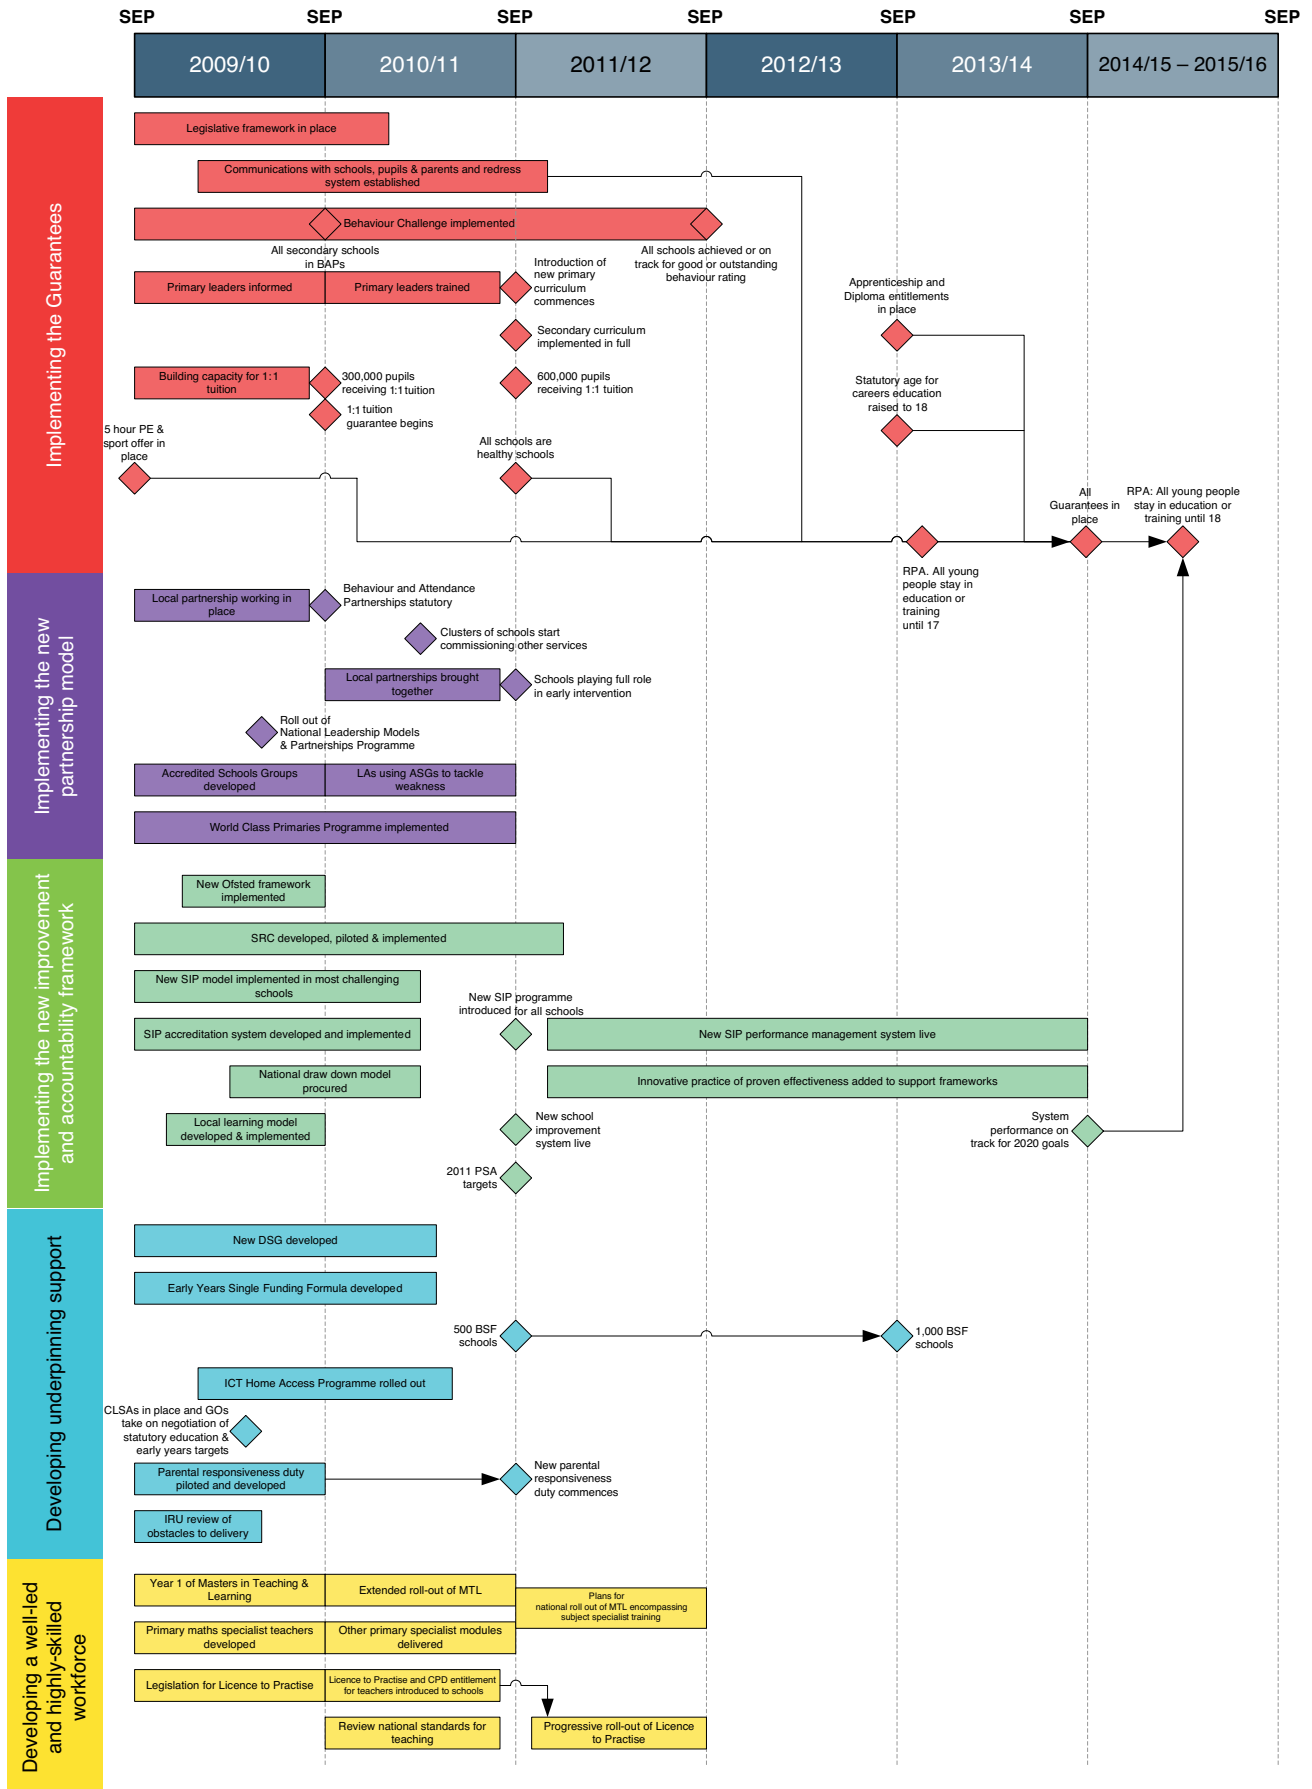 SEP SEP SEP SEP SEP SEP SEP
2009/10 2010/11 2011/12 2012/13 2013/14 2014/15 – 2015/16
Implementing the Guarantees
Legislative framework in place
Communications with schools, pupils & parents and redress
system established
Behaviour Challenge implemented
All secondary schools
in BAPs
All schools achieved or on
track for good or outstanding
behaviour rating
Primary leaders informed
Primary leaders trained
Introduction of
new primary
curriculum
commences
Apprenticeship and
Diploma entitlements
in place
Secondary curriculum
implemented in full
Building capacity for 1:1
tuition
300,000 pupils
receiving 1:1 tuition
600,000 pupils
receiving 1:1 tuition
Statutory age for
careers education
raised to 18
1:1 tuition
guarantee begins
5 hour PE &
sport offer in
place
All schools are
healthy schools
All
Guarantees in
place
RPA: All young people
stay in education or
training until 18
RPA. All young
people stay in
education or
training
until 17
Implementing the new
partnership model
Local partnership working in
place
Behaviour and Attendance
Partnerships statutory
Clusters of schools start
commissioning other services
Local partnerships brought
together
Schools playing full role
in early intervention
Roll out of
National Leadership Models
& Partnerships Programme
Accredited Schools Groups
developed
LAs using ASGs to tackle
weakness
World Class Primaries Programme implemented
Implementing the new improvement
and accountability framework
New Ofsted framework
implemented
SRC developed, piloted & implemented
New SIP model implemented in most challenging
schools
New SIP programme
introduced for all schools
SIP accreditation system developed and implemented
New SIP performance management system live
National draw down model
procured
Innovative practice of proven effectiveness added to support frameworks
Local learning model
developed & implemented
New school
improvement
system live
System
performance on
track for 2020 goals
2011 PSA
targets
Developing underpinning support
New DSG developed
Early Years Single Funding Formula developed
500 BSF
schools
1,000 BSF
schools
ICT Home Access Programme rolled out
CLSAs in place and GOs
take on negotiation of
statutory education &
early years targets
Parental responsiveness duty
piloted and developed
New parental
responsiveness
duty commences
IRU review of
obstacles to delivery
Developing a well-led
and highly-skilled
workforce
Year 1 of Masters in Teaching &
Learning
Extended roll-out of MTL
Plans for
national roll out of MTL encompassing
subject specialist training
Primary maths specialist teachers
developed
Other primary specialist modules
delivered
Legislation for Licence to Practise
Licence to Practise and CPD entitlement
for teachers introduced to schools
Review national standards for
teaching
Progressive roll-out of Licence
to Practise